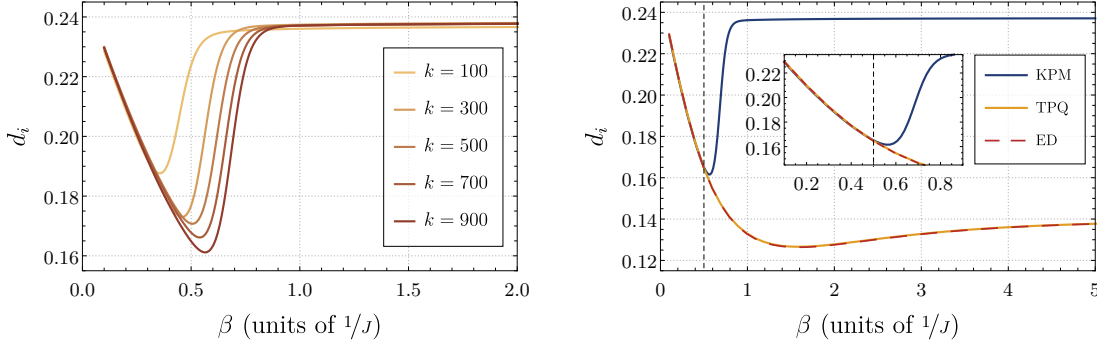 0.24
0.22
0.20
0.18
0.16
d_i
k = 100
k = 300
k = 500
k = 700
k = 900
0.0 0.5 1.0 1.5 2.0
β (units of 1/J)
0.24
0.22
0.20
0.18
0.16
0.14
0.12
d_i
0.22
0.20
0.18
0.16
0.2 0.4 0.6 0.8
KPM
TPQ
ED
0 1 2 3 4 5
β (units of 1/J)